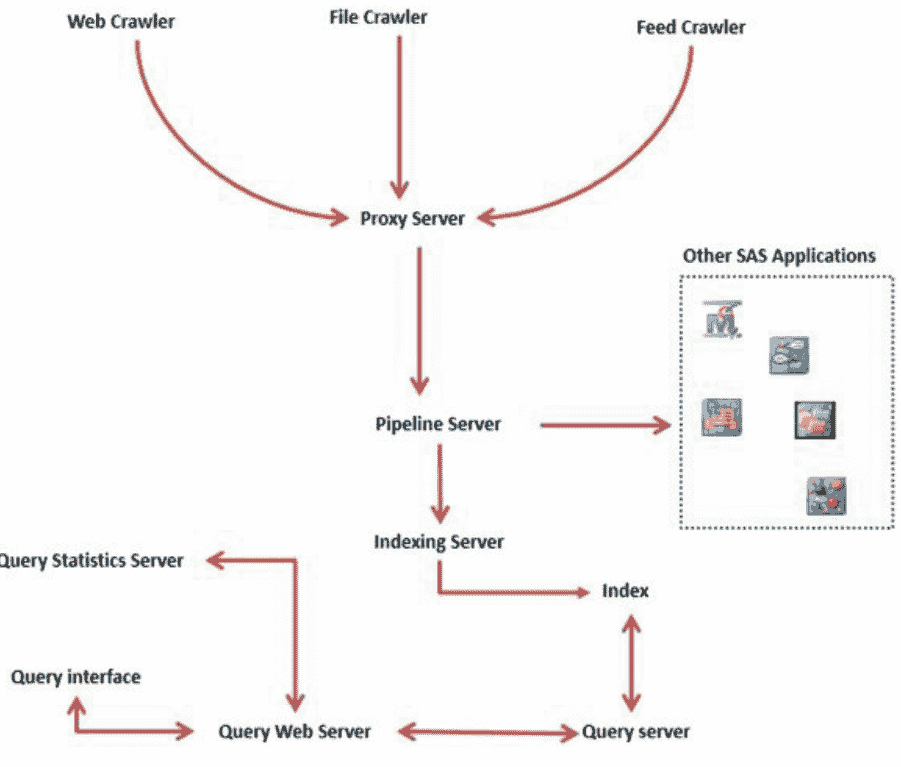 Web Crawler
File Crawler
Feed Crawler
Proxy Server
Other SAS Applications
Pipeline Server
Indexing Server
Query Statistics Server
Index
Query interface
Query Web Server
Query server